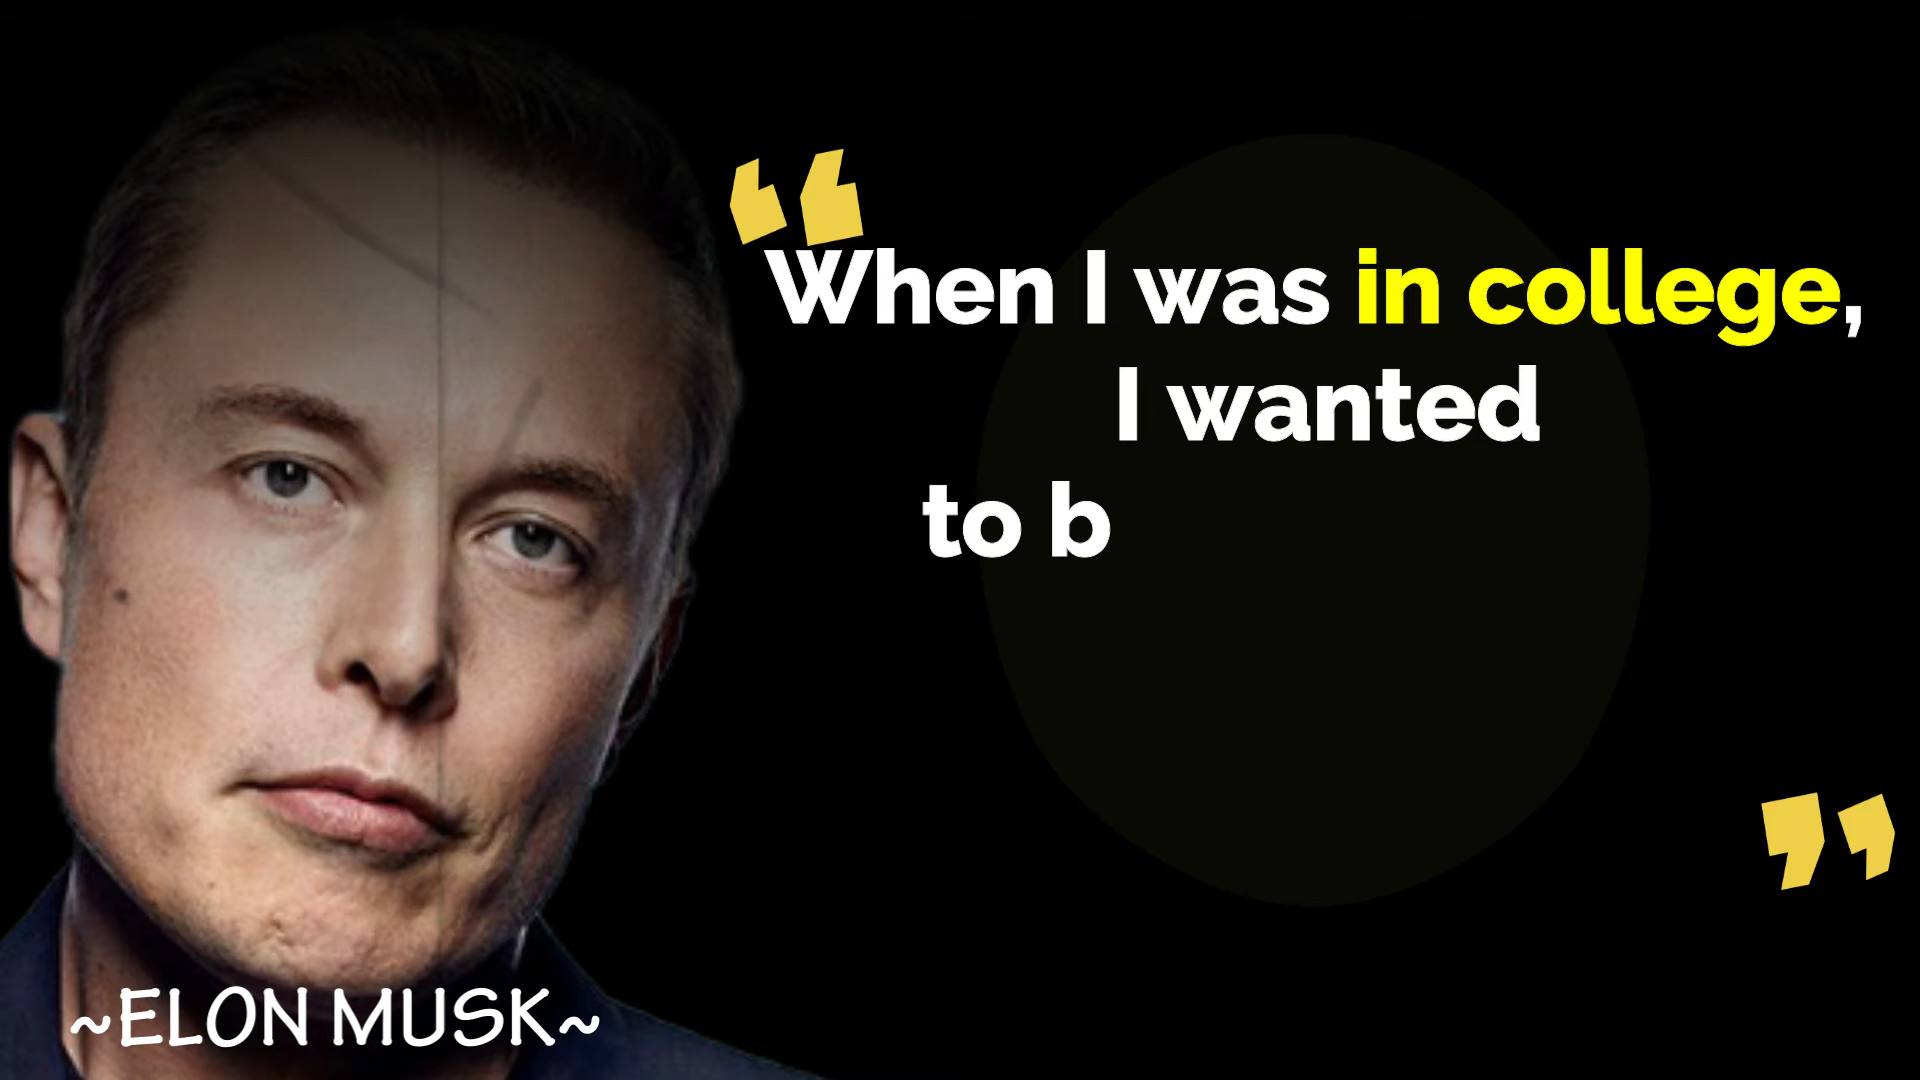 “When I was in college,
I wanted
to b
”
~ELON MUSK~